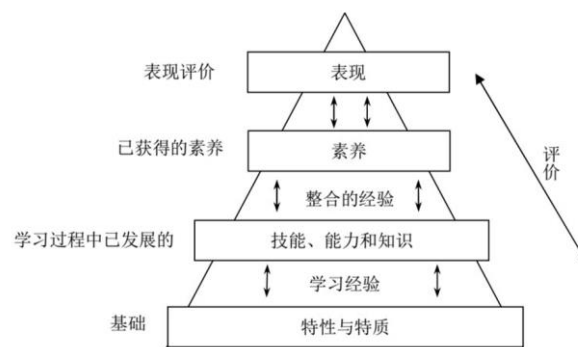 表现评价
表现
已获得的素养
素养
整合的经验
评价
学习过程中已发展的
技能、能力和知识
学习经验
基础
特性与特质